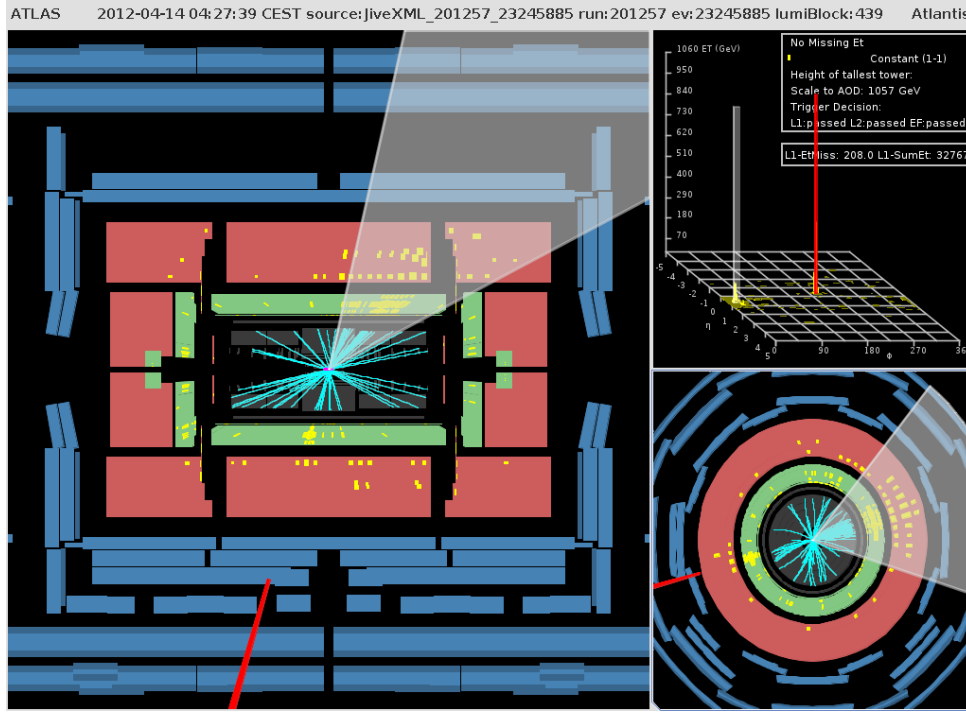 ATLAS 2012-04-14 04:27:39 CEST source:JiveXML_201257_23245885 run:201257 ev:23245885 lumiBlock:439 Atlantis
1060 ET (GeV)
950
840
730
620
510
400
290
180
70
No Missing Et
Constant (1-1)
Height of tallest tower:
Scale to AOD: 1057 GeV
Trigger Decision:
L1:passed L2:passed EF:passed
L1-EtMiss: 208.0 L1-SumEt: 32767
-5
-4
-3
-2
-1
0
1
2
3
4
5
η
0 90 180 270 36
Φ